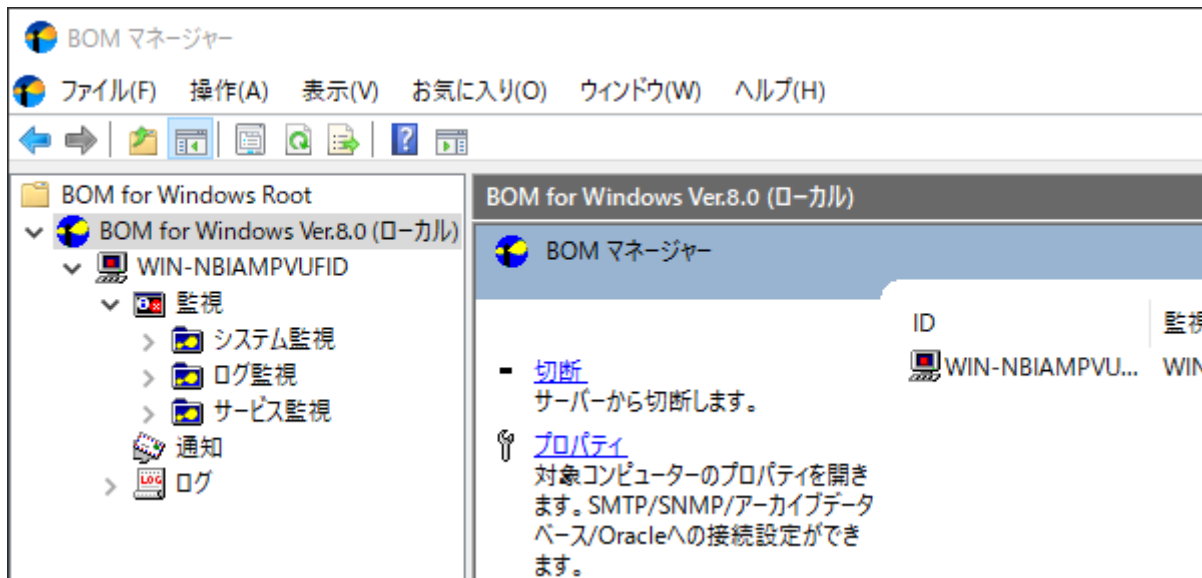 BOM マネージャー
ファイル(F) 操作(A) 表示(V) お気に入り(O) ウィンドウ(W) ヘルプ(H)
BOM for Windows Root
BOM for Windows Ver.8.0 (ローカル)
WIN-NBIAMPVUFID
監視
システム監視
ログ監視
サービス監視
通知
ログ
BOM for Windows Ver.8.0 (ローカル)
BOM マネージャー
切断
サーバーから切断します。
プロパティ
対象コンピューターのプロパティを開き
ます。SMTP/SNMP/アーカイブデータ
ベース/Oracleへの接続設定ができ
ます。
ID 監視
WIN-NBIAMPVU... WIN